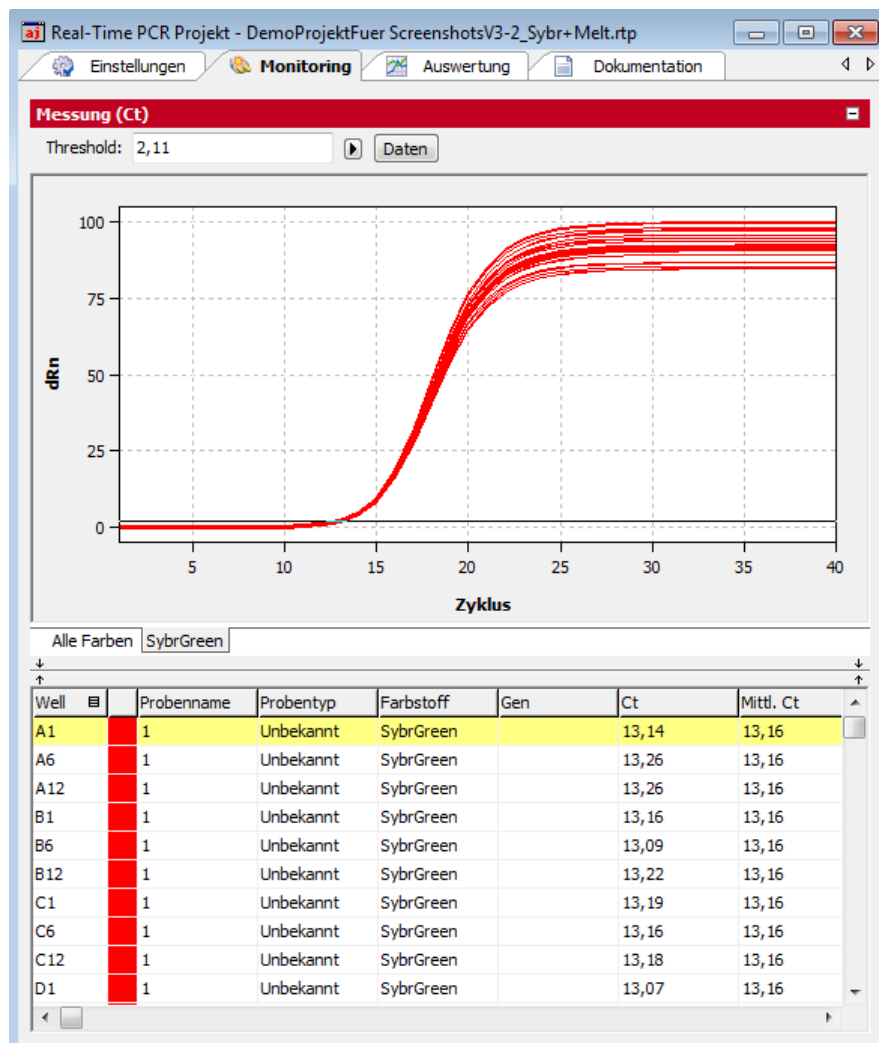 aj Real-Time PCR Projekt - DemoProjektFuer ScreenshotsV3-2_Sybr+Melt.rtp
Einstellungen Monitoring Auswertung Dokumentation
Messung (Ct)
Threshold: 2,11 Daten
100
75
50
25
0
dRn
5 10 15 20 25 30 35 40
Zyklus
Alle Farben SybrGreen
Well Probenname Probentyp Farbstoff Gen Ct Mittl. Ct
A1 1 Unbekannt SybrGreen 13,14 13,16
A6 1 Unbekannt SybrGreen 13,26 13,16
A12 1 Unbekannt SybrGreen 13,26 13,16
B1 1 Unbekannt SybrGreen 13,16 13,16
B6 1 Unbekannt SybrGreen 13,09 13,16
B12 1 Unbekannt SybrGreen 13,22 13,16
C1 1 Unbekannt SybrGreen 13,19 13,16
C6 1 Unbekannt SybrGreen 13,16 13,16
C12 1 Unbekannt SybrGreen 13,18 13,16
D1 1 Unbekannt SybrGreen 13,07 13,16